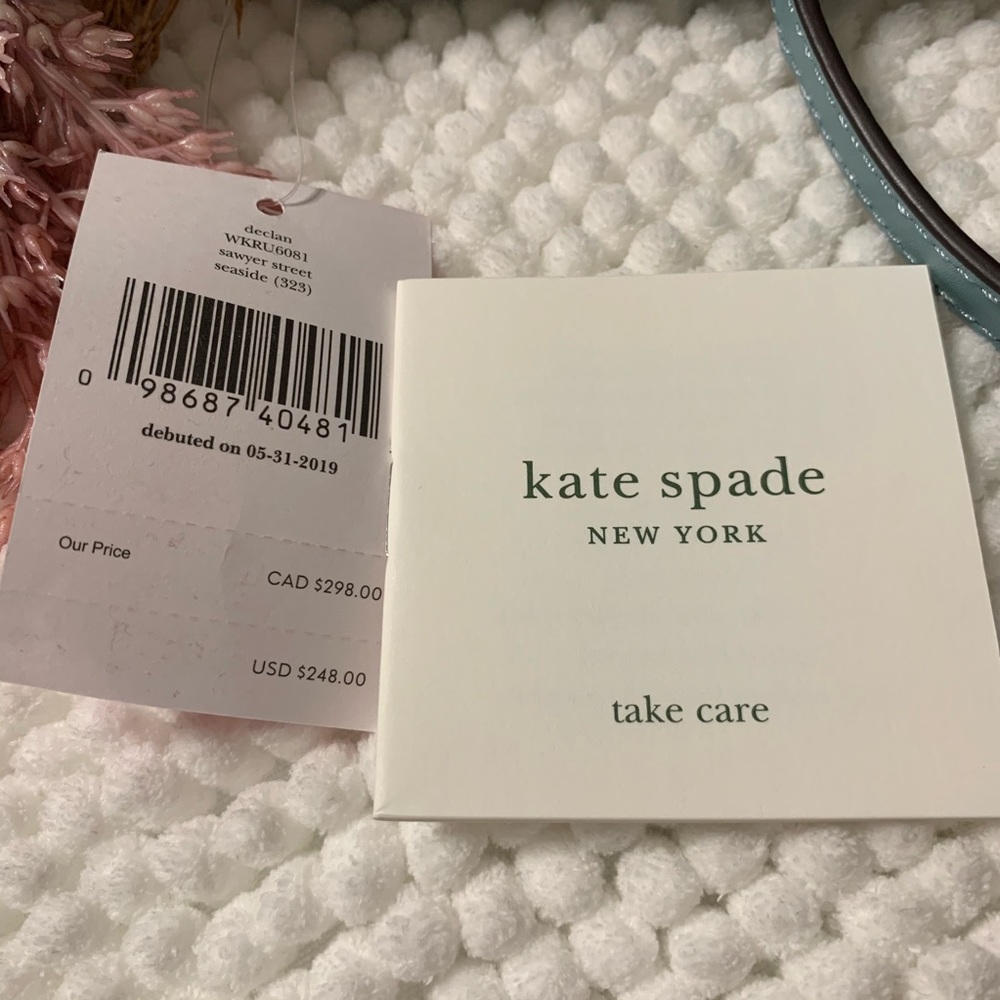 declan
WKRU6081
sawyer street
seaside (323)
0 98687 40481
debuted on 05-31-2019
Our Price
CAD $298.00
USD $248.00
kate spade
NEW YORK
take care